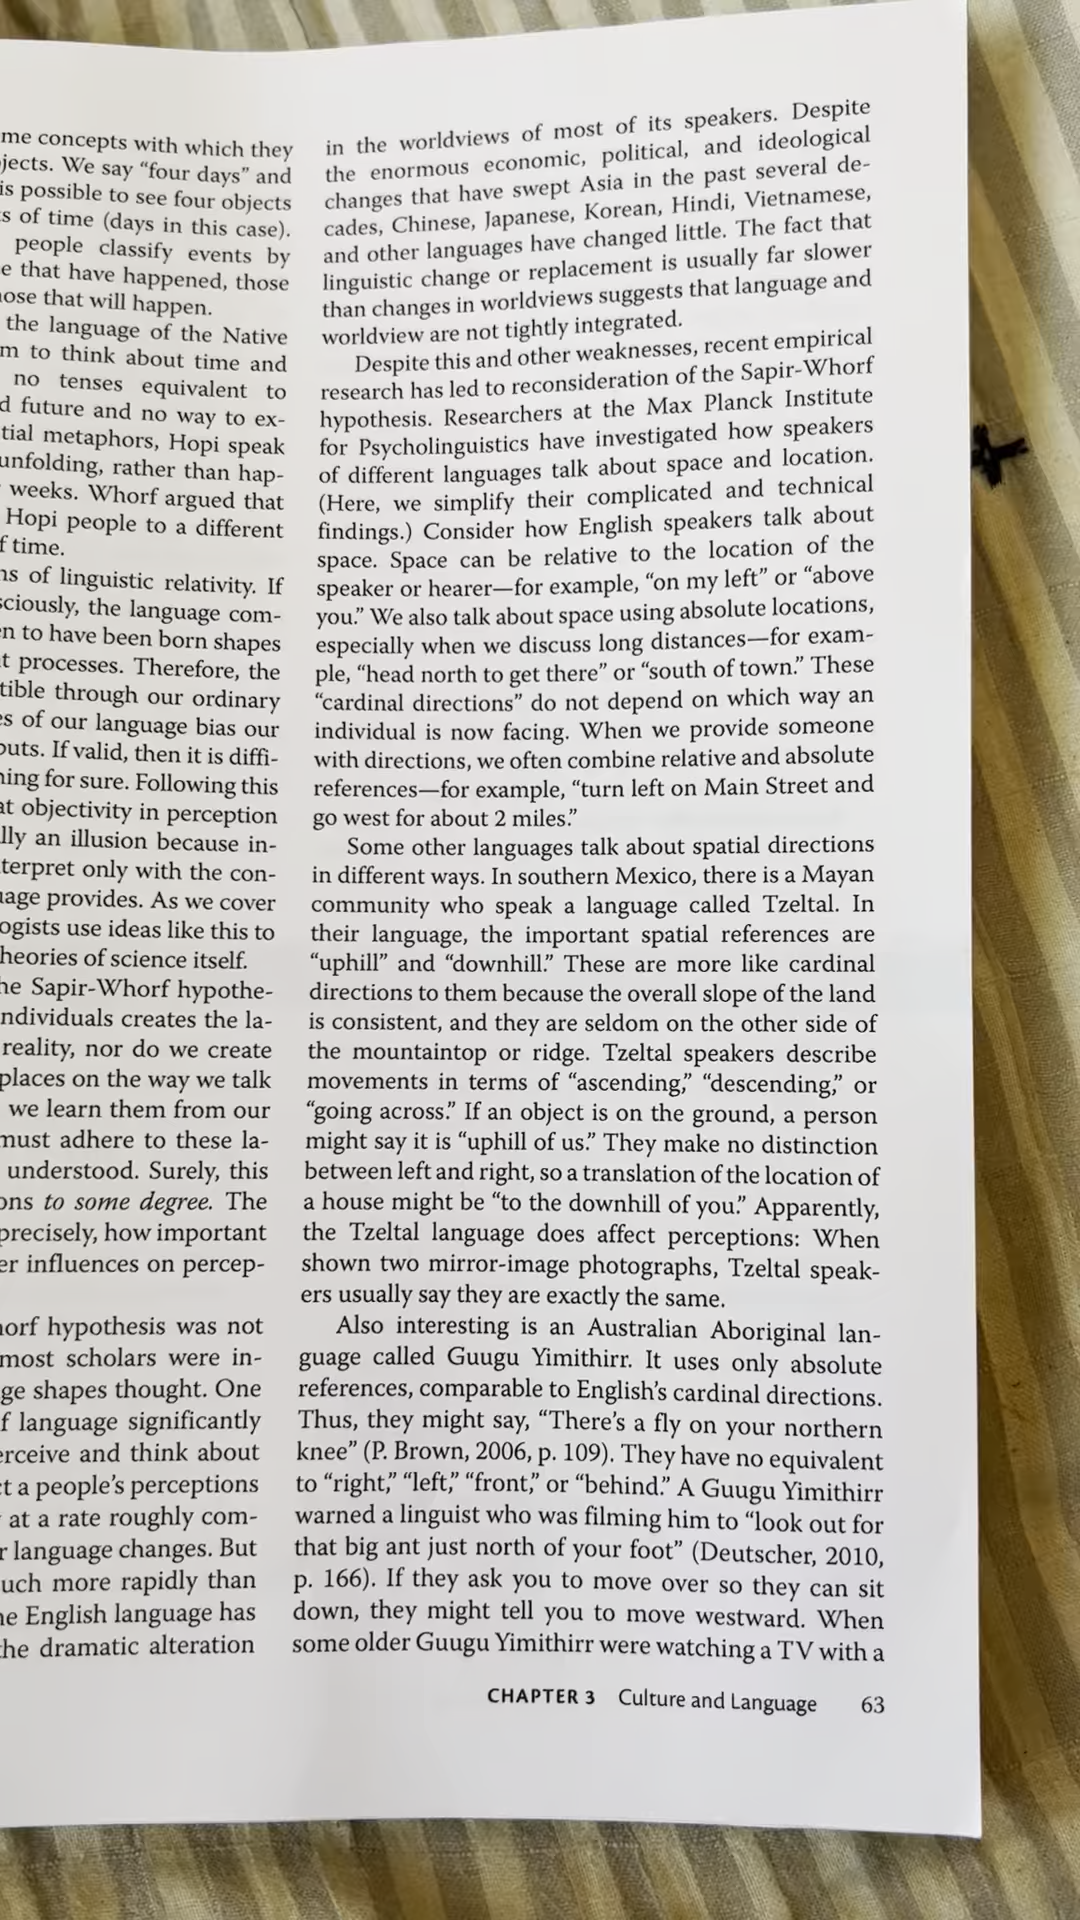 me concepts with which they
jects. We say “four days” and
is possible to see four objects
s of time (days in this case).
people classify events by
e that have happened, those
ose that will happen.
the language of the Native
m to think about time and
no tenses equivalent to
d future and no way to ex-
tial metaphors, Hopi speak
unfolding, rather than hap-
weeks. Whorf argued that
Hopi people to a different
f time.
ns of linguistic relativity. If
sciously, the language com-
en to have been born shapes
t processes. Therefore, the
tible through our ordinary
es of our language bias our
outs. If valid, then it is diffi-
ning for sure. Following this
at objectivity in perception
lly an illusion because in-
terpret only with the con-
uage provides. As we cover
ogists use ideas like this to
heories of science itself.
he Sapir-Whorf hypothe-
ndividuals creates the la-
reality, nor do we create
places on the way we talk
we learn them from our
must adhere to these la-
understood. Surely, this
ons to some degree. The
precisely, how important
er influences on percep-
orf hypothesis was not
most scholars were in-
ge shapes thought. One
f language significantly
erceive and think about
ct a people’s perceptions
at a rate roughly com-
r language changes. But
uch more rapidly than
he English language has
the dramatic alteration
in the worldviews of most of its speakers. Despite
the enormous economic, political, and ideological
changes that have swept Asia in the past several de-
cades, Chinese, Japanese, Korean, Hindi, Vietnamese,
and other languages have changed little. The fact that
linguistic change or replacement is usually far slower
than changes in worldviews suggests that language and
worldview are not tightly integrated.
Despite this and other weaknesses, recent empirical
research has led to reconsideration of the Sapir-Whorf
hypothesis. Researchers at the Max Planck Institute
for Psycholinguistics have investigated how speakers
of different languages talk about space and location.
(Here, we simplify their complicated and technical
findings.) Consider how English speakers talk about
space. Space can be relative to the location of the
speaker or hearer—for example, “on my left” or “above
you.” We also talk about space using absolute locations,
especially when we discuss long distances—for exam-
ple, “head north to get there” or “south of town.” These
“cardinal directions” do not depend on which way an
individual is now facing. When we provide someone
with directions, we often combine relative and absolute
references—for example, “turn left on Main Street and
go west for about 2 miles.”
Some other languages talk about spatial directions
in different ways. In southern Mexico, there is a Mayan
community who speak a language called Tzeltal. In
their language, the important spatial references are
“uphill” and “downhill.” These are more like cardinal
directions to them because the overall slope of the land
is consistent, and they are seldom on the other side of
the mountaintop or ridge. Tzeltal speakers describe
movements in terms of “ascending,” “descending,” or
“going across.” If an object is on the ground, a person
might say it is “uphill of us.” They make no distinction
between left and right, so a translation of the location of
a house might be “to the downhill of you.” Apparently,
the Tzeltal language does affect perceptions: When
shown two mirror-image photographs, Tzeltal speak-
ers usually say they are exactly the same.
Also interesting is an Australian Aboriginal lan-
guage called Guugu Yimithirr. It uses only absolute
references, comparable to English’s cardinal directions.
Thus, they might say, “There’s a fly on your northern
knee” (P. Brown, 2006, p. 109). They have no equivalent
to “right,” “left,” “front,” or “behind.” A Guugu Yimithirr
warned a linguist who was filming him to “look out for
that big ant just north of your foot” (Deutscher, 2010,
p. 166). If they ask you to move over so they can sit
down, they might tell you to move westward. When
some older Guugu Yimithirr were watching a TV with a
CHAPTER 3 Culture and Language 63